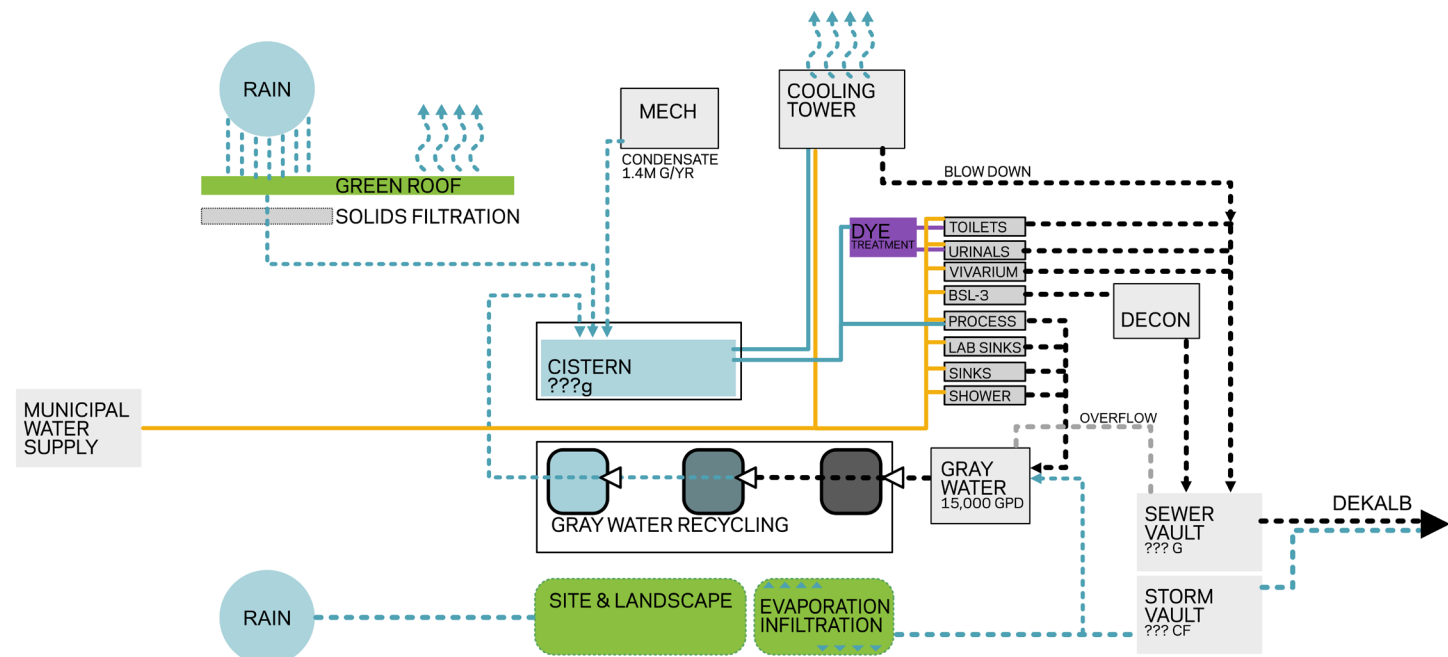 RAIN
GREEN ROOF
SOLIDS FILTRATION
MECH
CONDENSATE
1.4M G/YR
COOLING
TOWER
BLOW DOWN
DYE
TREATMENT
TOILETS
URINALS
VIVARIUM
BSL-3
PROCESS
LAB SINKS
SINKS
SHOWER
DECON
CISTERN
???g
MUNICIPAL
WATER
SUPPLY
OVERFLOW
GRAY
WATER
15,000 GPD
GRAY WATER RECYCLING
SEWER
VAULT
??? G
DEKALB
RAIN
SITE & LANDSCAPE
EVAPORATION
INFILTRATION
STORM
VAULT
??? CF